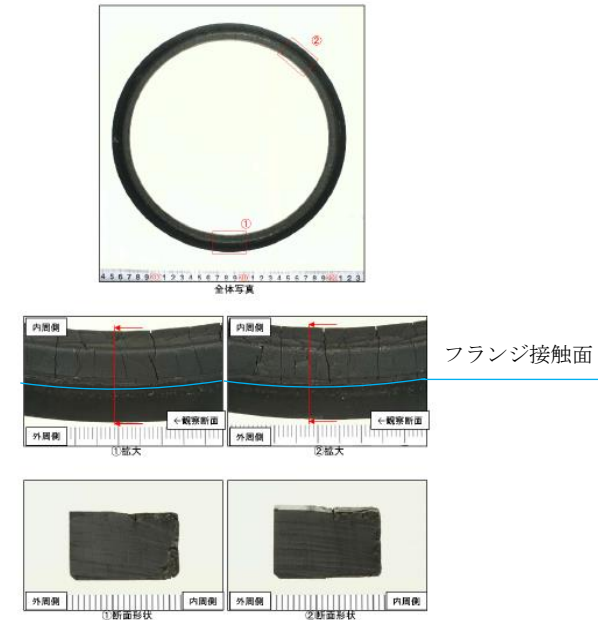 ②
①
全体写真
内周側
内周側
フランジ接触面
←観察断面
←観察断面
外周側
外周側
①拡大
②拡大
外周側
内周側
外周側
内周側
①断面形状
②断面形状